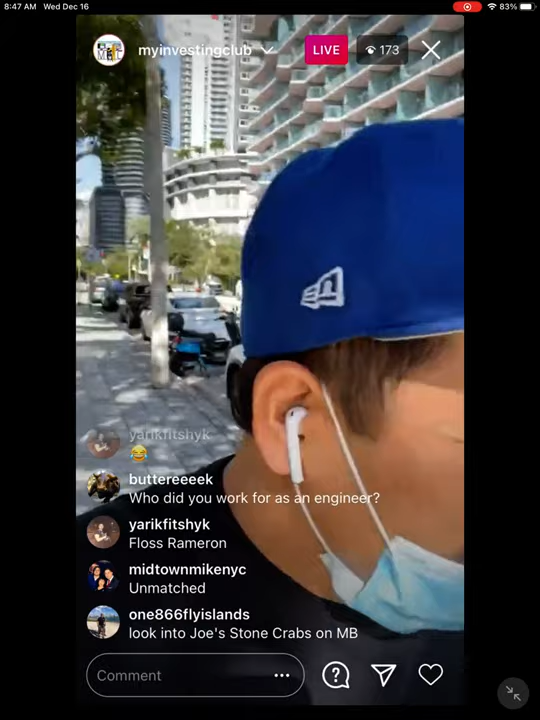 8:47 AM Wed Dec 16
83%
myinvestingclub
LIVE
173
yarikfitshyk
😂
buttereeeek
Who did you work for as an engineer?
yarikfitshyk
Floss Rameron
midtownmikenyc
Unmatched
one866flyislands
look into Joe's Stone Crabs on MB
Comment